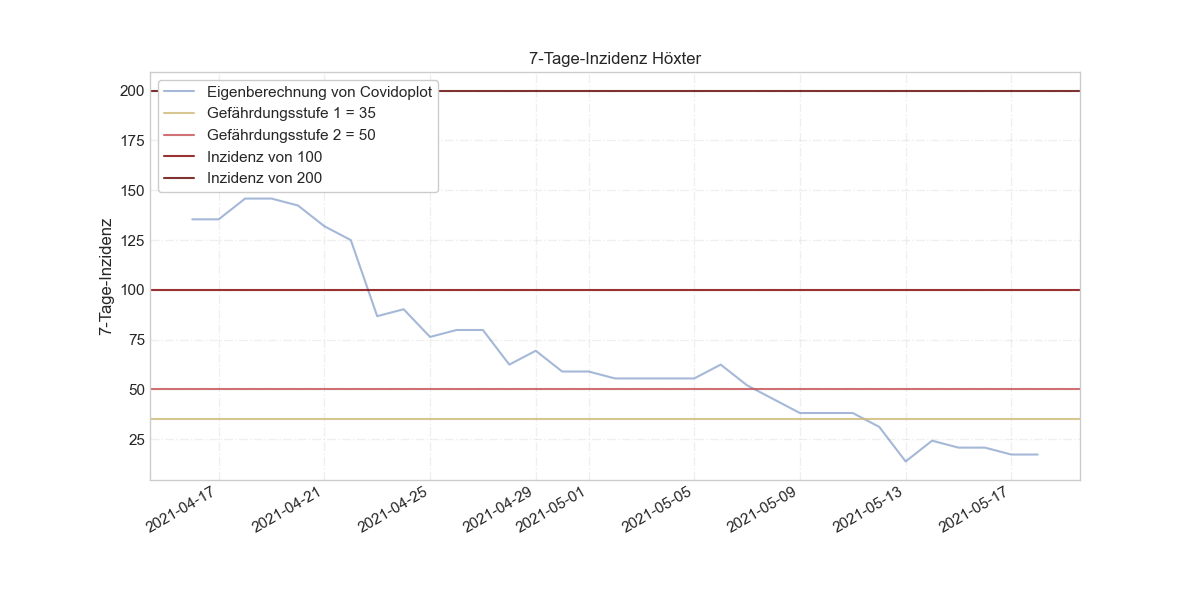 7-Tage-Inzidenz Höxter
Eigenberechnung von Covidoplot
Gefährdungsstufe 1 = 35
Gefährdungsstufe 2 = 50
Inzidenz von 100
Inzidenz von 200
7-Tage-Inzidenz
200
175
150
125
100
75
50
25
2021-04-17
2021-04-21
2021-04-25
2021-04-29
2021-05-01
2021-05-05
2021-05-09
2021-05-13
2021-05-17